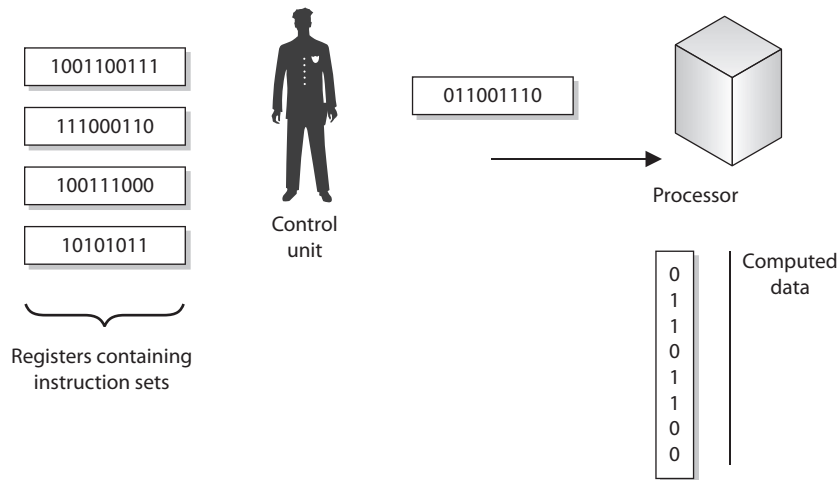 1001100111
111000110
100111000
10101011
Registers containing
instruction sets
Control
unit
011001110
Processor
0
1
1
0
1
1
0
0
Computed
data